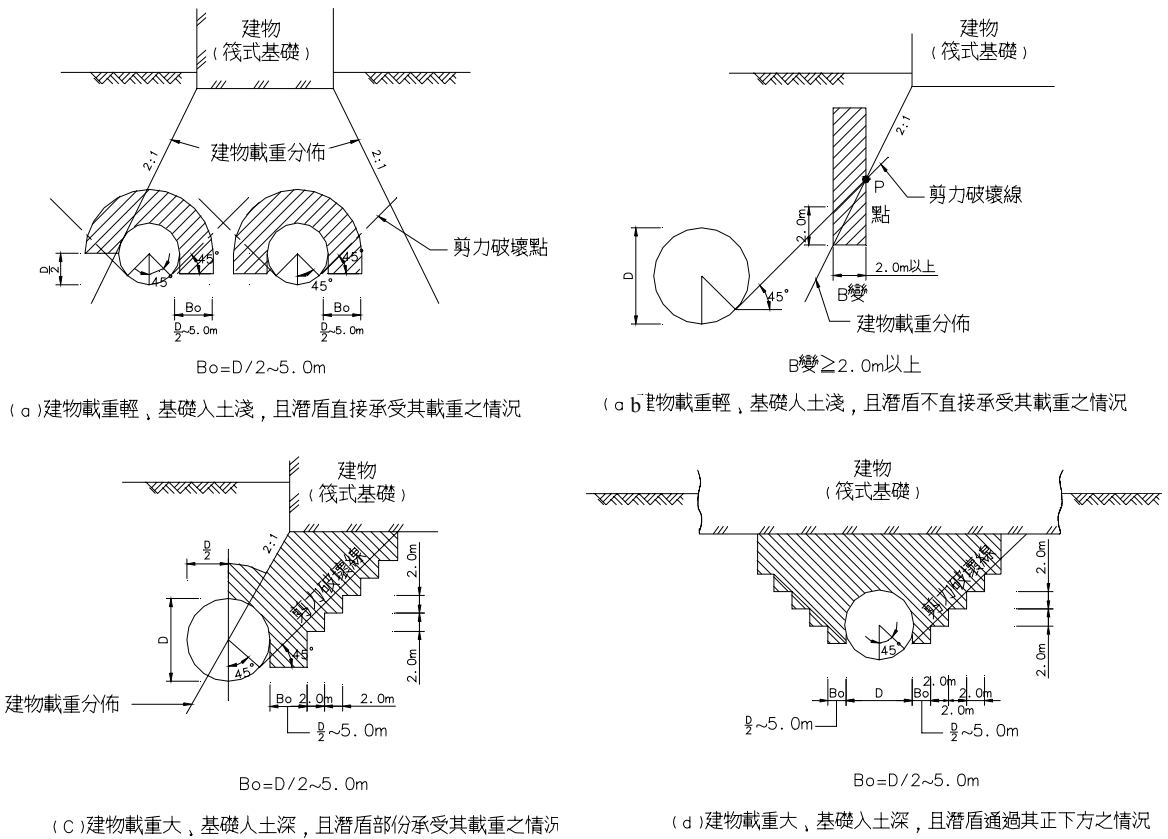 建物
(筏式基礎)
2:1
建物載重分佈
2:1
剪力破壞點
D/2
45°
45°
45°
45°
Bo
D/2~5.0m
Bo
D/2~5.0m
Bo=D/2~5.0m
(a)建物載重輕、基礎入土淺，且潛盾直接承受其載重之情況
建物
(筏式基礎)
2:1
P
點
剪力破壞線
2.0m
D
45°
2.0m以上
B變
建物載重分佈
B變≧2.0m以上
(a b 建物載重輕、基礎人土淺，且潛盾不直接承受其載重之情況
建物
(筏式基礎)
2:1
D/2
剪力破壞線
2.0m
D
45°
45°
2.0m
建物載重分佈
Bo 2.0m 2.0m
D/2~5.0m
Bo=D/2~5.0m
(C)建物載重大、基礎人土深，且潛盾部份承受其載重之情況
建物
(筏式基礎)
剪力破壞線
2.0m
45°
2.0m
2.0m
Bo D Bo 2.0m
2.0m
D/2~5.0m
D/2~5.0m
Bo=D/2~5.0m
(d)建物載重大、基礎入土深，且潛盾通過其正下方之情況